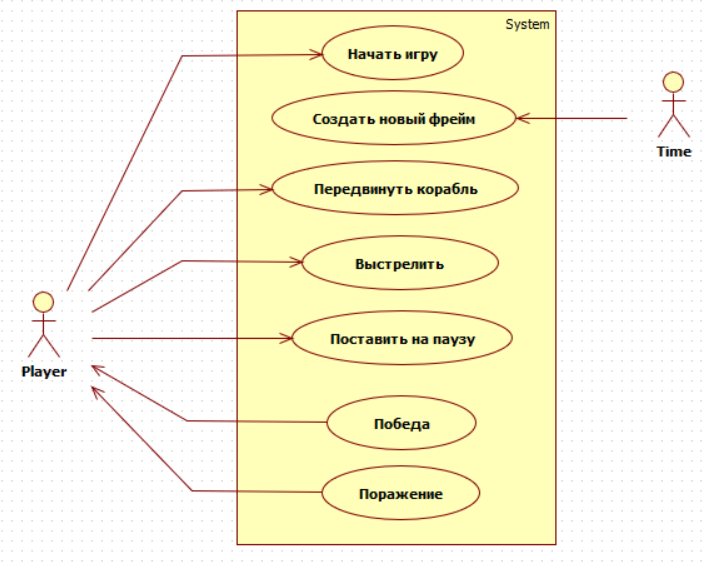 System
Начать игру
Создать новый фрейм
Time
Передвинуть корабль
Выстрелить
Поставить на паузу
Player
Победа
Поражение